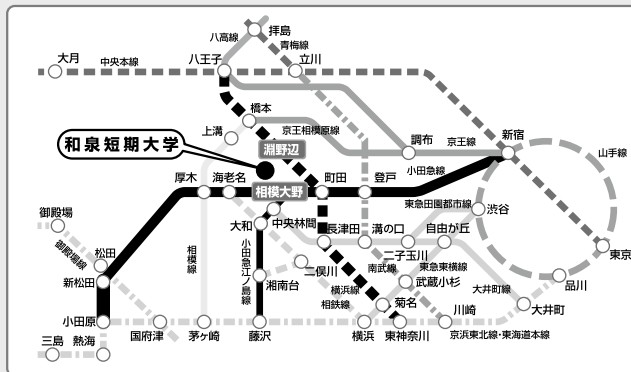 拝島
八高線
青梅線
大月
中央本線
八王子
立川
橋本
上溝
京王相模原線
調布
京王線
新宿
山手線
和泉短期大学
淵野辺
小田急線
厚木
海老名
相模大野
町田
登戸
東急田園都市線
渋谷
御殿場
大和
中央林間
長津田
溝の口
自由が丘
東京
御殿場線
松田
相模線
小田急江ノ島線
二俣川
南武線
二子玉川
東急東横線
新松田
湘南台
横浜線
武蔵小杉
大井町線
品川
相鉄線
菊名
大井町
小田原
国府津
茅ヶ崎
藤沢
横浜
東神奈川
川崎
京浜東北線・東海道本線
三島
熱海